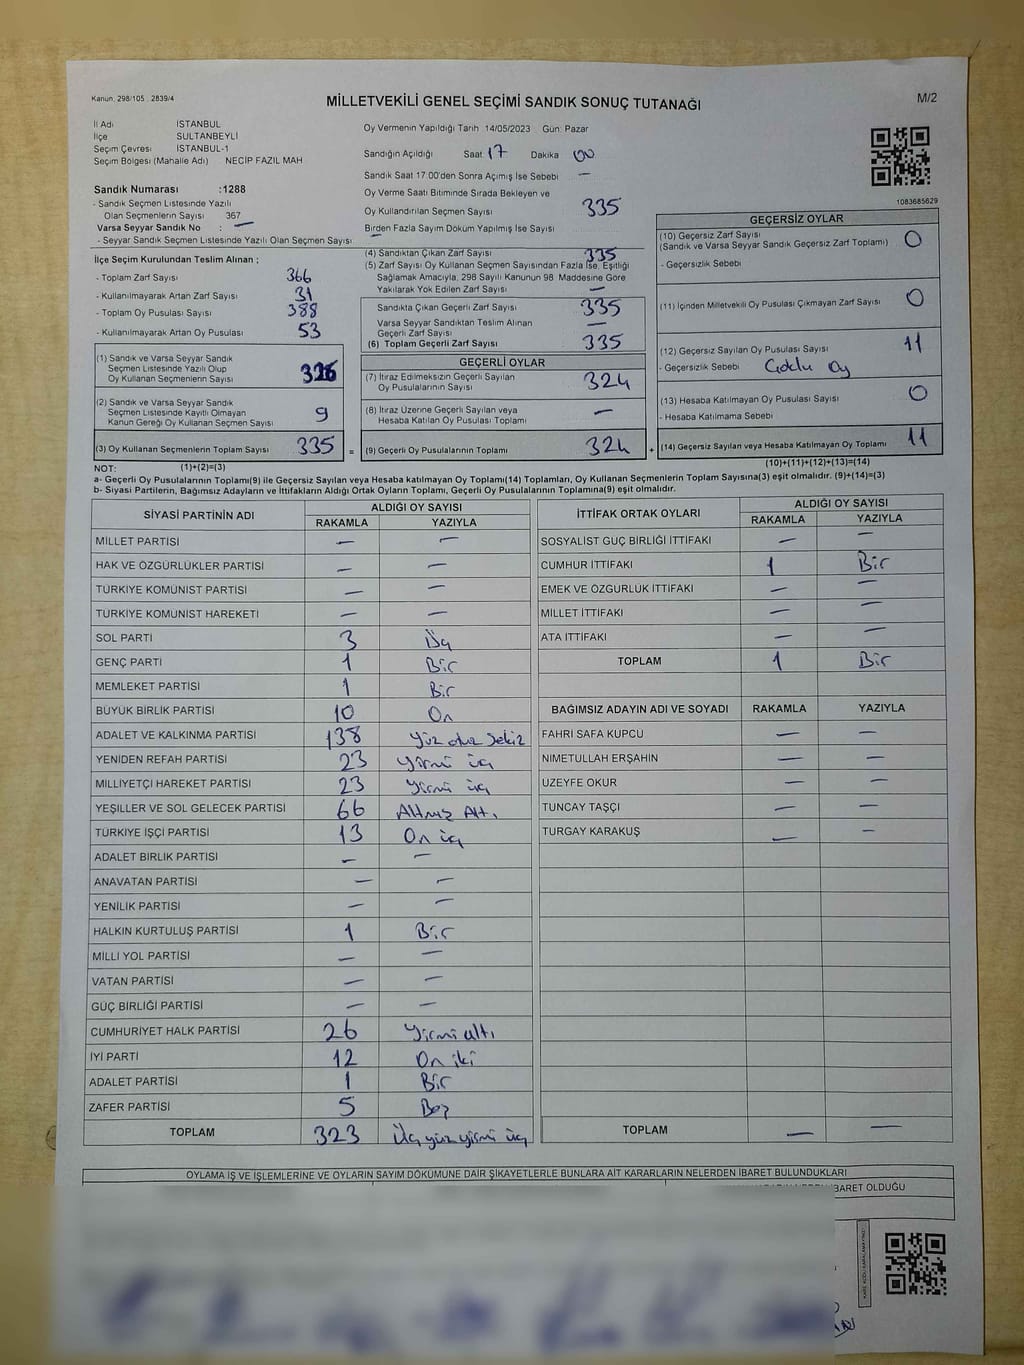 Kanun, 298/105 , 2839/4
MİLLETVEKİLİ GENEL SEÇİMİ SANDIK SONUÇ TUTANAĞI
M/2
İl Adı İSTANBUL
İlçe SULTANBEYLİ
Seçim Çevresi İSTANBUL-1
Seçim Bölgesi (Mahalle Adı) NECİP FAZIL MAH
Sandık Numarası :1288
- Sandık Seçmen Listesinde Yazılı
Olan Seçmenlerin Sayısı 367
Varsa Seyyar Sandık No : —
- Seyyar Sandık Seçmen Listesinde Yazılı Olan Seçmen Sayısı
Oy Vermenin Yapıldığı Tarih 14/05/2023 Gün: Pazar
Sandığın Açıldığı Saat 17 Dakika 00
Sandık Saat 17:00'den Sonra Açımış İse Sebebi —
Oy Verme Saati Bitiminde Sırada Bekleyen ve
Oy Kullandırılan Seçmen Sayısı 335
Birden Fazla Sayım Döküm Yapılmış İse Sayısı —
1083685629
İlçe Seçim Kurulundan Teslim Alınan ;
- Toplam Zarf Sayısı 366
- Kullanılmayarak Artan Zarf Sayısı 31
- Toplam Oy Pusulası Sayısı 388
- Kullanılmayarak Artan Oy Pusulası 53
(1) Sandık ve Varsa Seyyar Sandık
Seçmen Listesinde Yazılı Olup
Oy Kullanan Seçmenlerin Sayısı 326
(2) Sandık ve Varsa Seyyar Sandık
Seçmen Listesinde Kayıtlı Olmayan
Kanun Gereği Oy Kullanan Seçmen Sayısı 9
(3) Oy Kullanan Seçmenlerin Toplam Sayısı 335 =
(4) Sandıktan Çıkan Zarf Sayısı 335
(5) Zarf Sayısı Oy Kullanan Seçmen Sayısından Fazla İse, Eşitliği
Sağlamak Amacıyla, 298 Sayılı Kanunun 98. Maddesine Göre
Yakılarak Yok Edilen Zarf Sayısı —
Sandıkta Çıkan Geçerli Zarf Sayısı 335
Varsa Seyyar Sandıktan Teslim Alınan
Geçerli Zarf Sayısı —
(6) Toplam Geçerli Zarf Sayısı 335
GEÇERLİ OYLAR
(7) İtiraz Edilmeksizin Geçerli Sayılan
Oy Pusulalarının Sayısı 324
(8) İtiraz Üzerine Geçerli Sayılan veya
Hesaba Katılan Oy Pusulası Toplamı —
(9) Geçerli Oy Pusulalarının Toplamı 324 +
GEÇERSİZ OYLAR
(10) Geçersiz Zarf Sayısı 0
(Sandık ve Varsa Seyyar Sandık Geçersiz Zarf Toplamı)
- Geçersizlik Sebebi
(11) İçinden Milletvekili Oy Pusulası Çıkmayan Zarf Sayısı 0
(12) Geçersiz Sayılan Oy Pusulası Sayısı 11
- Geçersizlik Sebebi Çoklu Oy
(13) Hesaba Katılmayan Oy Pusulası Sayısı 0
- Hesaba Katılmama Sebebi
(14) Geçersiz Sayılan veya Hesaba Katılmayan Oy Toplamı 11
NOT: (1)+(2)=(3) (10)+(11)+(12)+(13)=(14)
a- Geçerli Oy Pusulalarının Toplamı(9) ile Geçersiz Sayılan veya Hesaba katılmayan Oy Toplamı(14) Toplamları, Oy Kullanan Seçmenlerin Toplam Sayısına(3) eşit olmalıdır. (9)+(14)=(3)
b- Siyasi Partilerin, Bağımsız Adayların ve İttifakların Aldığı Ortak Oyların Toplamı, Geçerli Oy Pusulalarının Toplamına(9) eşit olmalıdır.
SİYASİ PARTİNİN ADI ALDIĞI OY SAYISI
RAKAMLA YAZIYLA
MİLLET PARTİSİ — —
HAK VE ÖZGÜRLÜKLER PARTİSİ — —
TÜRKİYE KOMÜNİST PARTİSİ — —
TÜRKİYE KOMÜNİST HAREKETİ — —
SOL PARTİ 3 Üç
GENÇ PARTİ 1 Bir
MEMLEKET PARTİSİ 1 Bir
BÜYÜK BİRLİK PARTİSİ 10 On
ADALET VE KALKINMA PARTİSİ 138 Yüz otuz sekiz
YENİDEN REFAH PARTİSİ 23 Yirmi üç
MİLLİYETÇİ HAREKET PARTİSİ 23 Yirmi üç
YEŞİLLER VE SOL GELECEK PARTİSİ 66 Altmış Altı
TÜRKİYE İŞÇİ PARTİSİ 13 On üç
ADALET BİRLİK PARTİSİ — —
ANAVATAN PARTİSİ — —
YENİLİK PARTİSİ — —
HALKIN KURTULUŞ PARTİSİ 1 Bir
MİLLİ YOL PARTİSİ — —
VATAN PARTİSİ — —
GÜÇ BİRLİĞİ PARTİSİ — —
CUMHURİYET HALK PARTİSİ 26 Yirmi altı
İYİ PARTİ 12 On iki
ADALET PARTİSİ 1 Bir
ZAFER PARTİSİ 5 Beş
TOPLAM 323 Üç yüz yirmi üç
İTTİFAK ORTAK OYLARI ALDIĞI OY SAYISI
RAKAMLA YAZIYLA
SOSYALİST GÜÇ BİRLİĞİ İTTİFAKI — —
CUMHUR İTTİFAKI 1 Bir
EMEK VE ÖZGÜRLÜK İTTİFAKI — —
MİLLET İTTİFAKI — —
ATA İTTİFAKI — —
TOPLAM 1 Bir
BAĞIMSIZ ADAYIN ADI VE SOYADI RAKAMLA YAZIYLA
FAHRİ SAFA KUPCU — —
NİMETULLAH ERŞAHİN — —
ÜZEYFE OKUR — —
TUNCAY TAŞÇI — —
TURGAY KARAKUŞ — —
TOPLAM — —
OYLAMA İŞ VE İŞLEMLERİNE VE OYLARIN SAYIM DÖKÜMÜNE DAİR ŞİKAYETLERLE BUNLARA AİT KARARLARIN NELERDEN İBARET BULUNDUKLARI
İBARET OLDUĞU